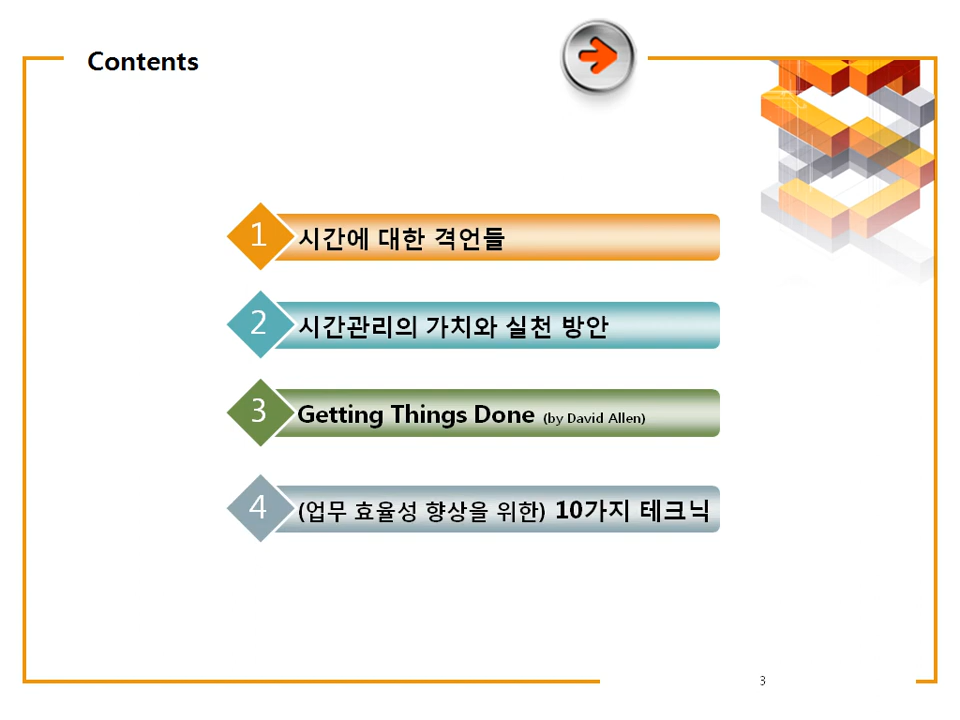 Contents
1 시간에 대한 격언들
2 시간관리의 가치와 실천 방안
3 Getting Things Done (by David Allen)
4 (업무 효율성 향상을 위한) 10가지 테크닉
3